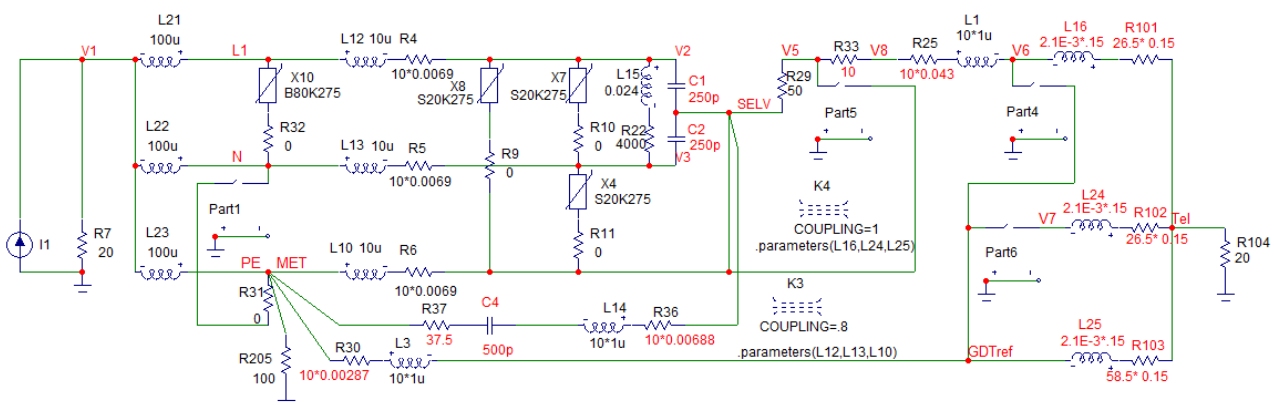 L21
100u
V1
L1
L12 10u R4
10*0.0069
X10
B80K275
R32
0
X8
S20K275
X7
S20K275
R10
0
L15
0.024
R22
4000
V2
C1
250p
C2
250p
V3
SELV
R29
50
V5
R33
10
V8
R25
10*0.043
L1
10*1u
V6
L16
2.1E-3*.15
R101
26.5* 0.15
L22
100u
N
L13 10u
R5
10*0.0069
R9
0
X4
S20K275
R11
0
Part1
Part5
Part4
K4
COUPLING=1
.parameters(L16,L24,L25)
I1
R7
20
L23
100u
PE MET
L10 10u
R6
10*0.0069
V7
L24
2.1E-3*.15
R102
26.5* 0.15
Tel
R104
20
Part6
R31
0
R37
37.5
C4
500p
L14
10*1u
R36
10*0.00688
K3
COUPLING=.8
.parameters(L12,L13,L10)
R205
100
R30
10*0.00287
L3
10*1u
GDTref
L25
2.1E-3*.15
R103
58.5* 0.15